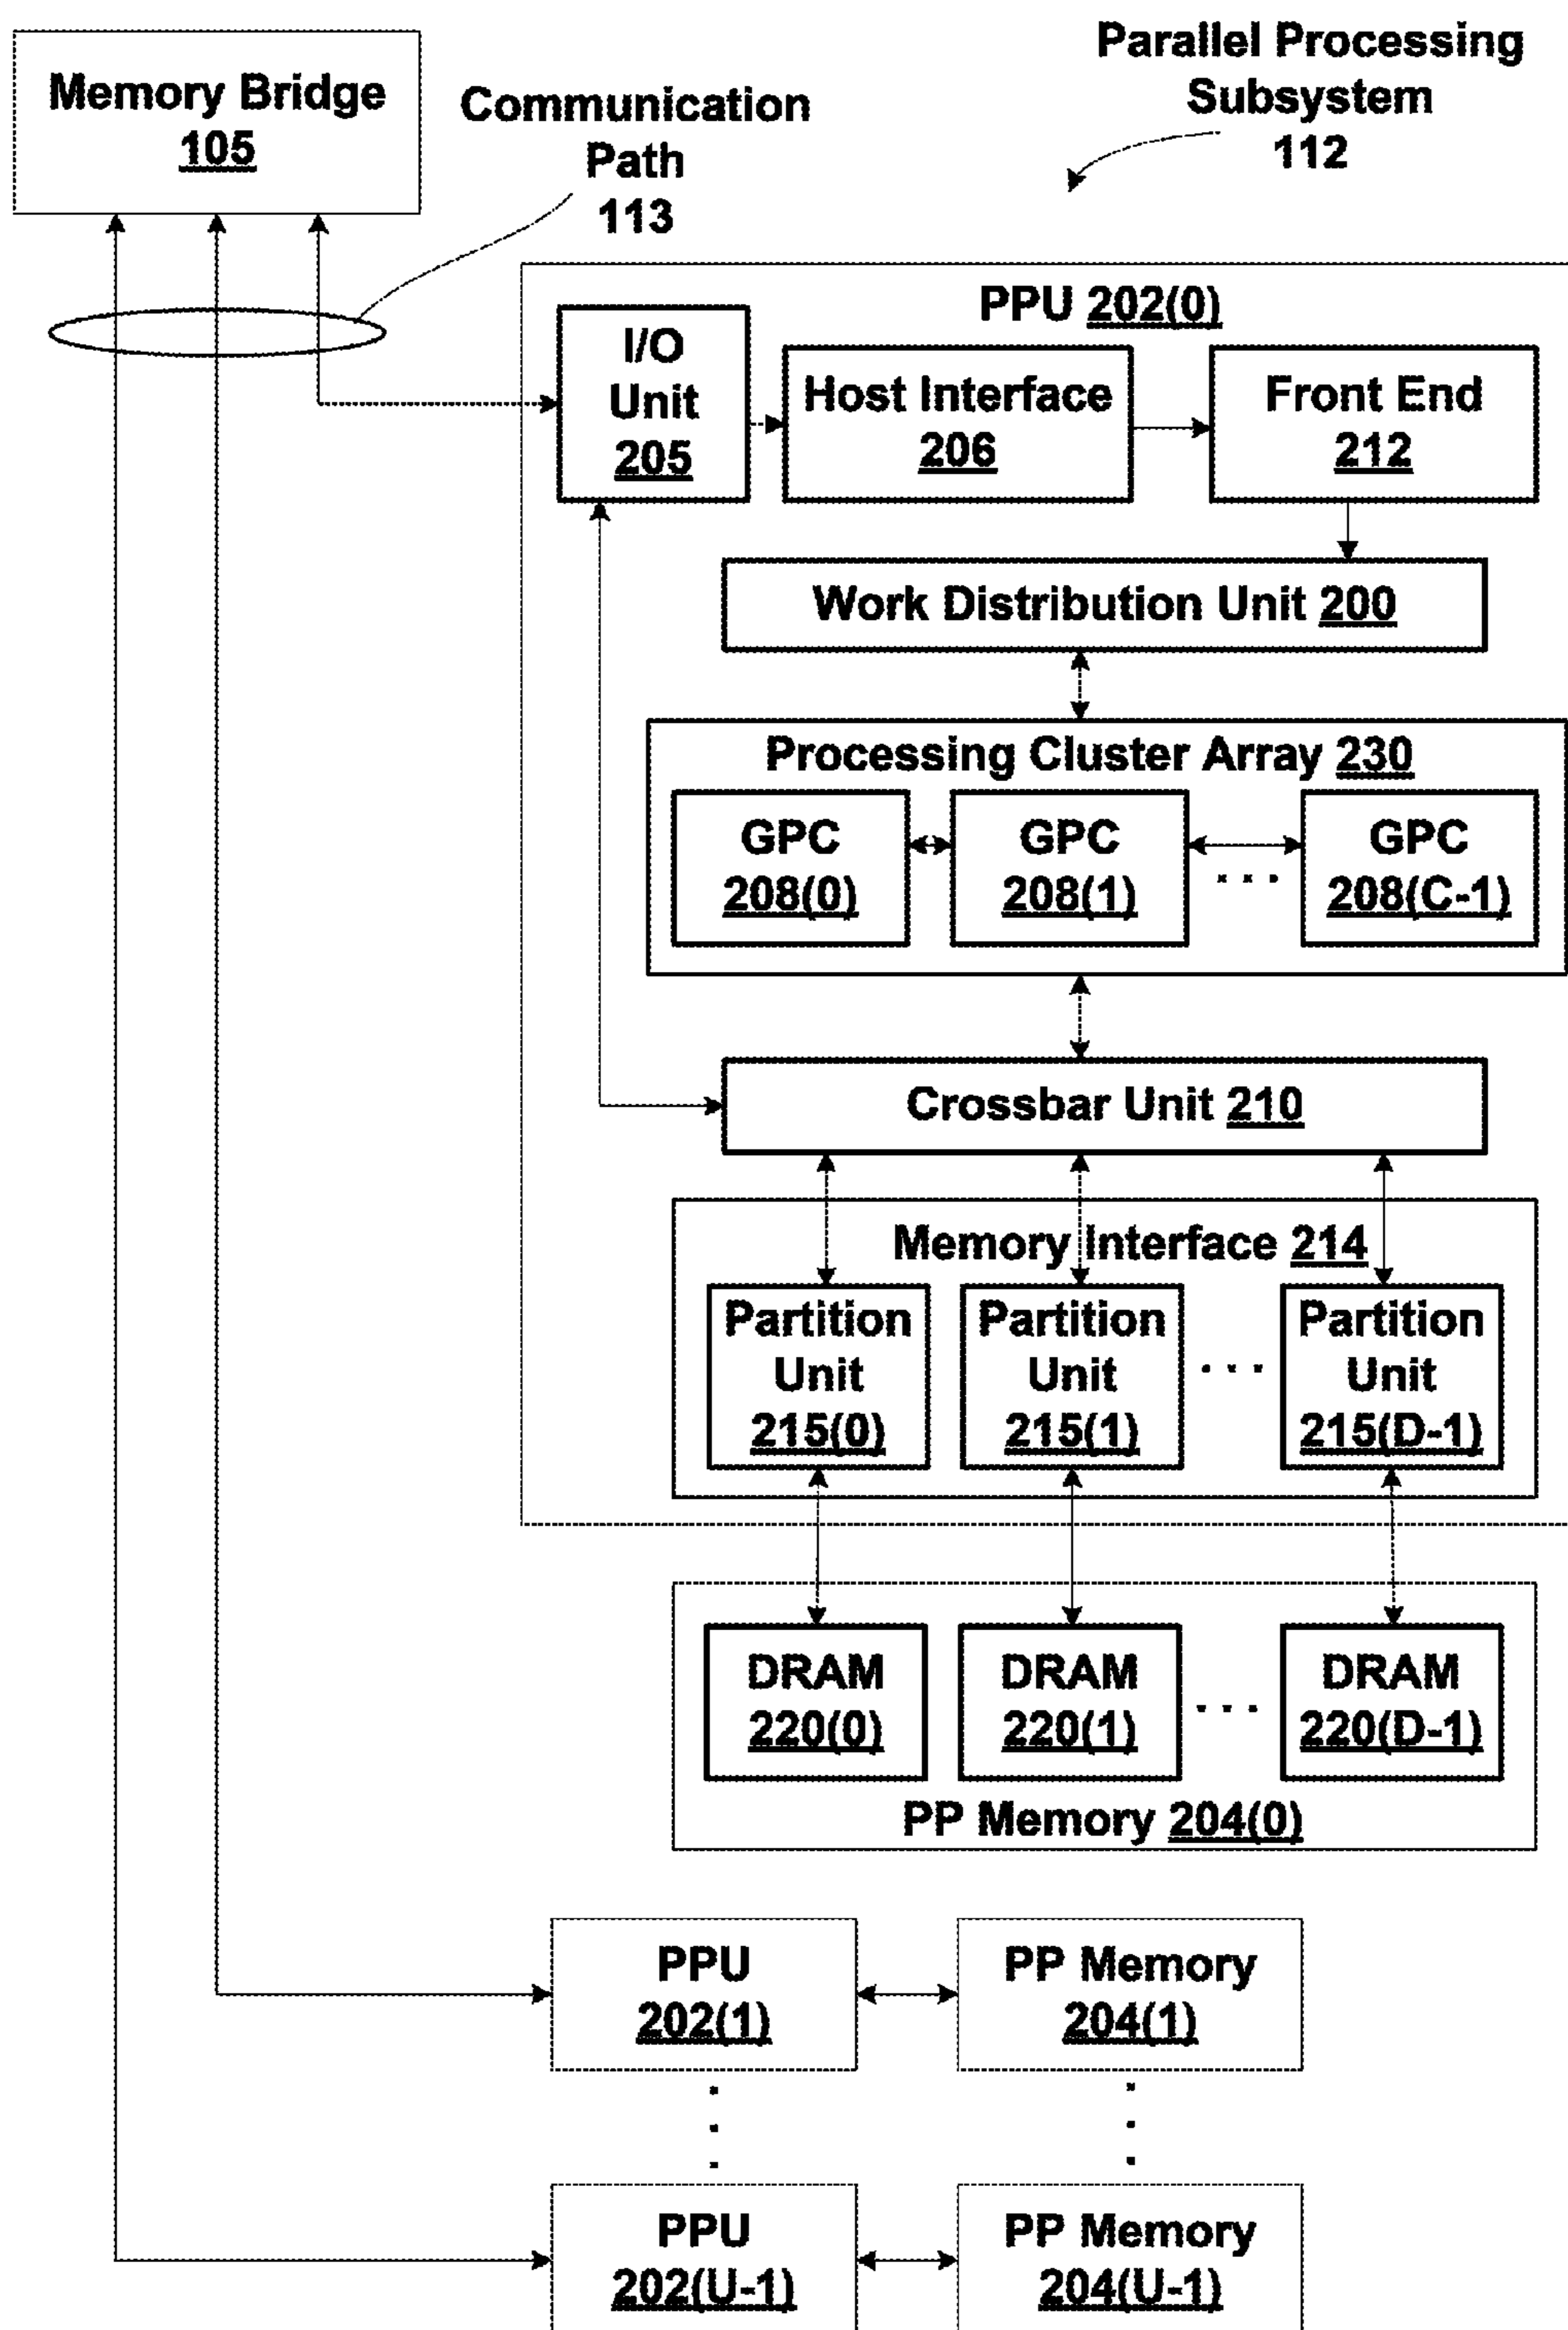 Memory Bridge
105
Communication
Path
113
Parallel Processing
Subsystem
112
PPU 202(0)
I/O
Unit
205
Host Interface
206
Front End
212
Work Distribution Unit 200
Processing Cluster Array 230
GPC
208(0)
GPC
208(1)
. . .
GPC
208(C-1)
Crossbar Unit 210
Memory Interface 214
Partition
Unit
215(0)
Partition
Unit
215(1)
. . .
Partition
Unit
215(D-1)
DRAM
220(0)
DRAM
220(1)
. . .
DRAM
220(D-1)
PP Memory 204(0)
PPU
202(1)
PP Memory
204(1)
PPU
202(U-1)
PP Memory
204(U-1)